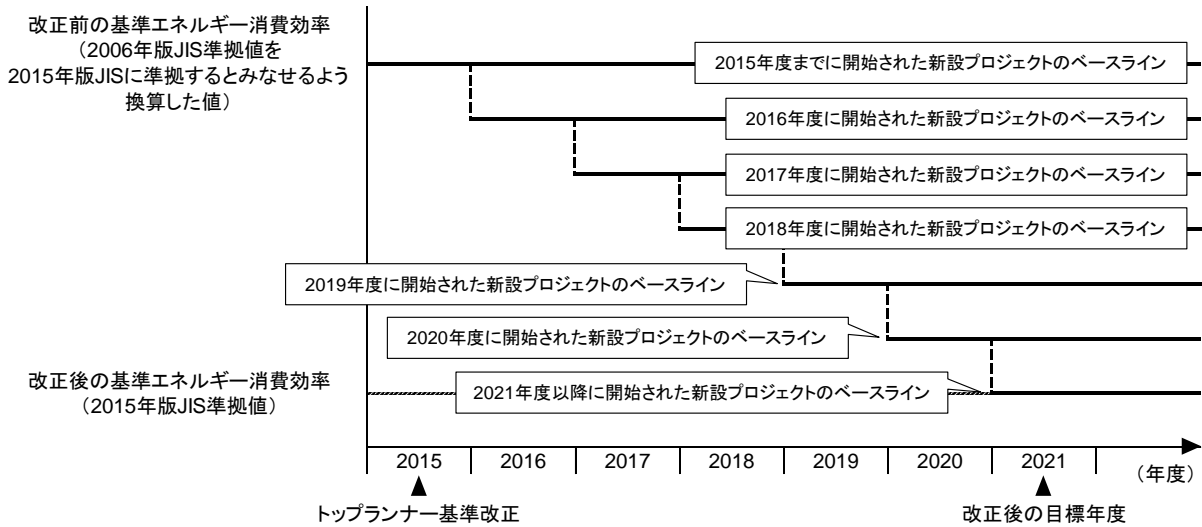 改正前の基準エネルギー消費効率
（2006年版JIS準拠値を
2015年版JISに準拠するとみなせるよう
換算した値）
2015年度までに開始された新設プロジェクトのベースライン
2016年度に開始された新設プロジェクトのベースライン
2017年度に開始された新設プロジェクトのベースライン
2018年度に開始された新設プロジェクトのベースライン
2019年度に開始された新設プロジェクトのベースライン
2020年度に開始された新設プロジェクトのベースライン
改正後の基準エネルギー消費効率
（2015年版JIS準拠値）
2021年度以降に開始された新設プロジェクトのベースライン
2015 2016 2017 2018 2019 2020 2021
（年度）
トップランナー基準改正 改正後の目標年度